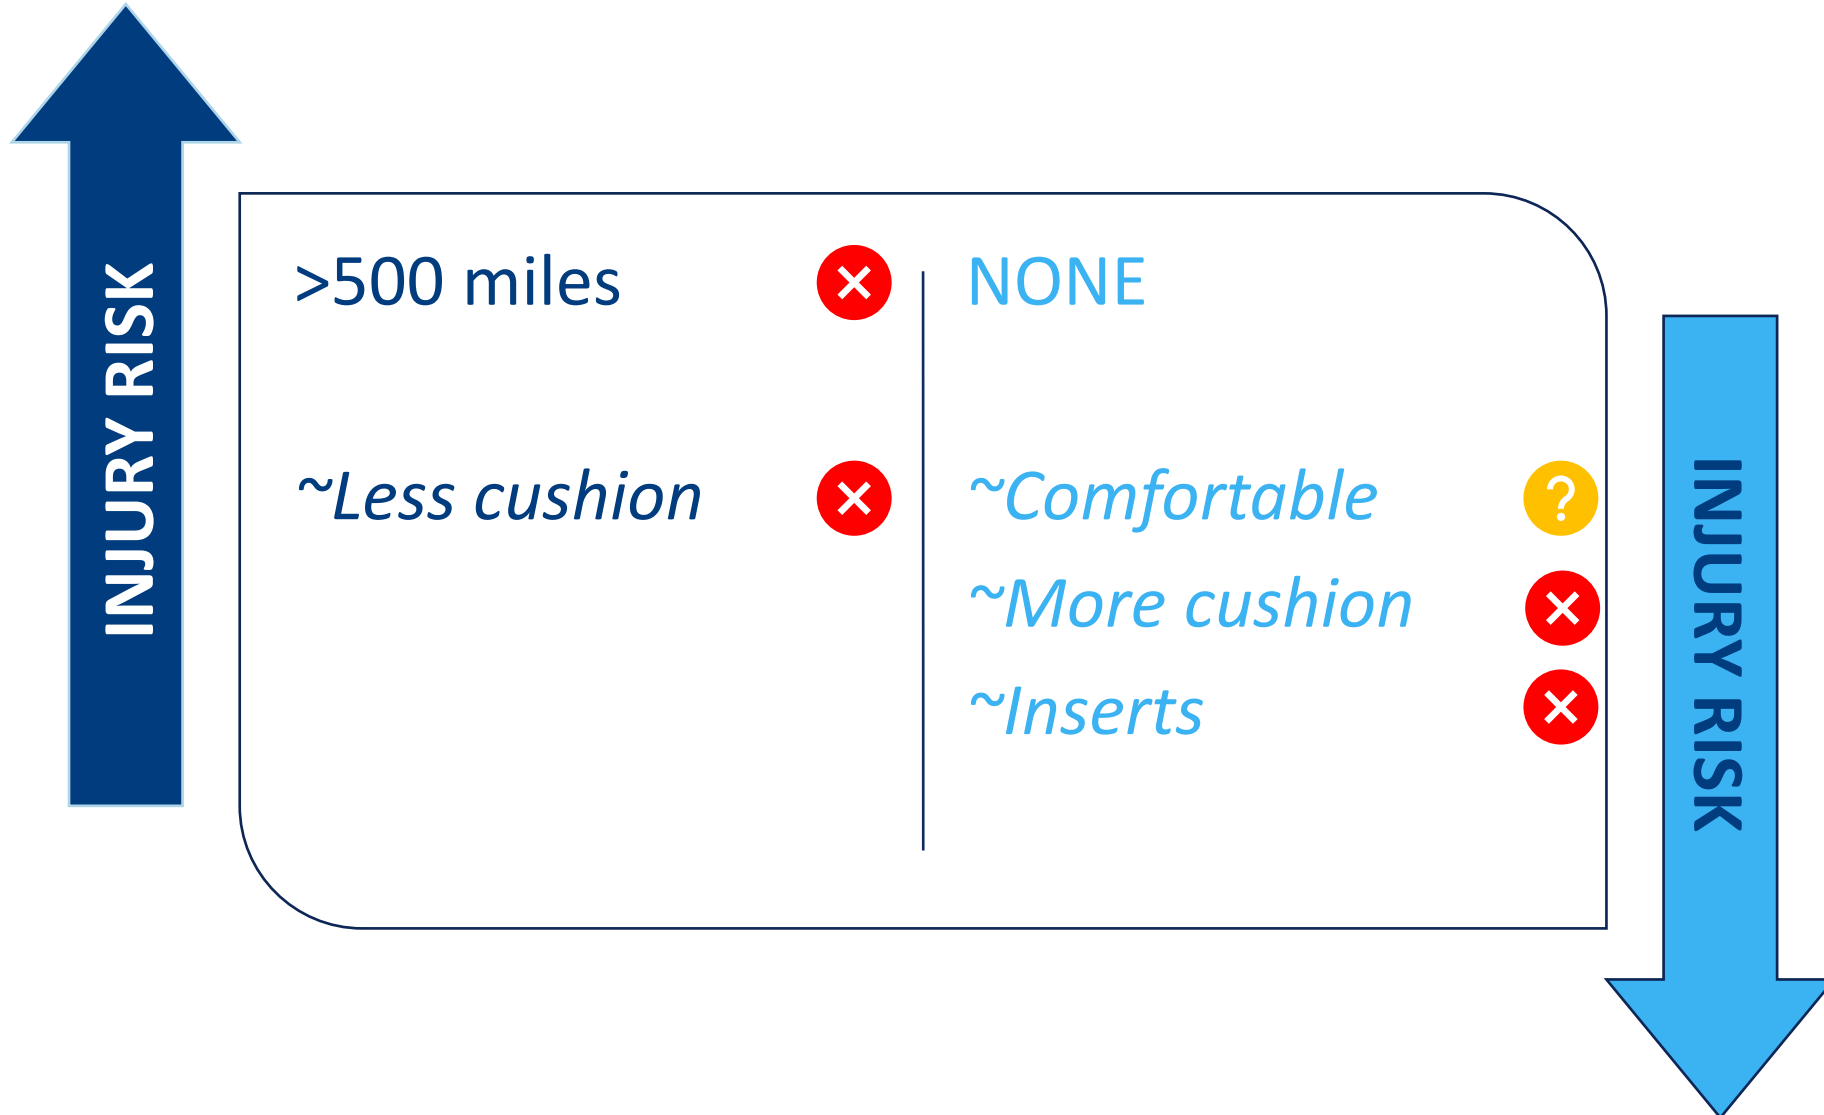 INJURY RISK
>500 miles
~Less cushion
NONE
~Comfortable
?
~More cushion
~Inserts
INJURY RISK